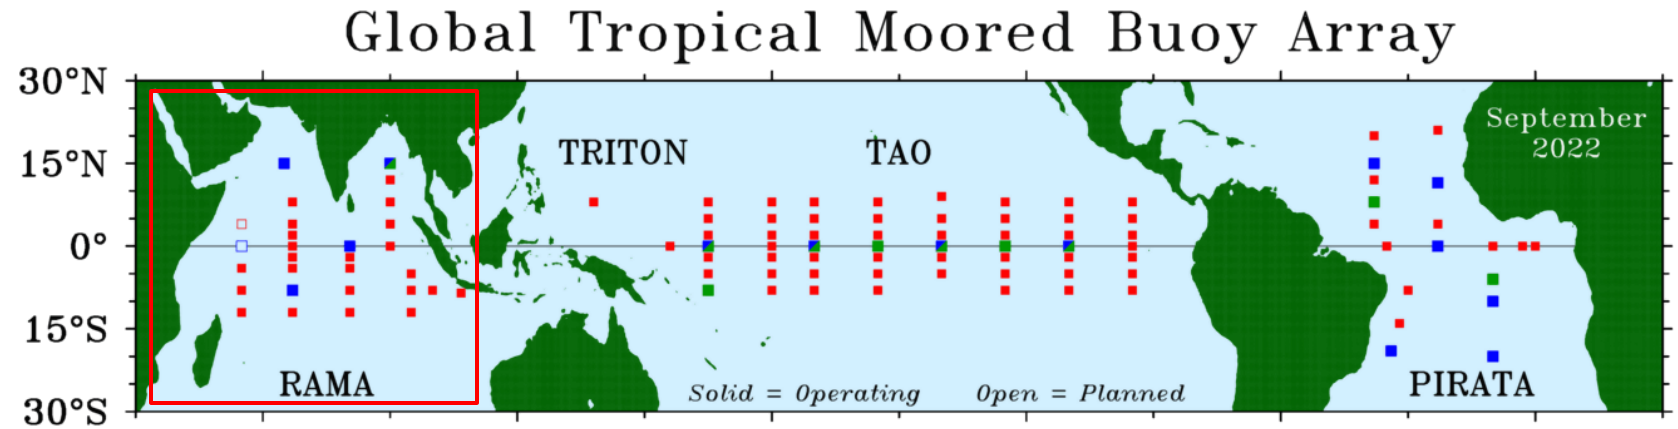 Global Tropical Moored Buoy Array
30°N
15°N
0°
15°S
30°S
TRITON
TAO
September
2022
RAMA
Solid = Operating
Open = Planned
PIRATA